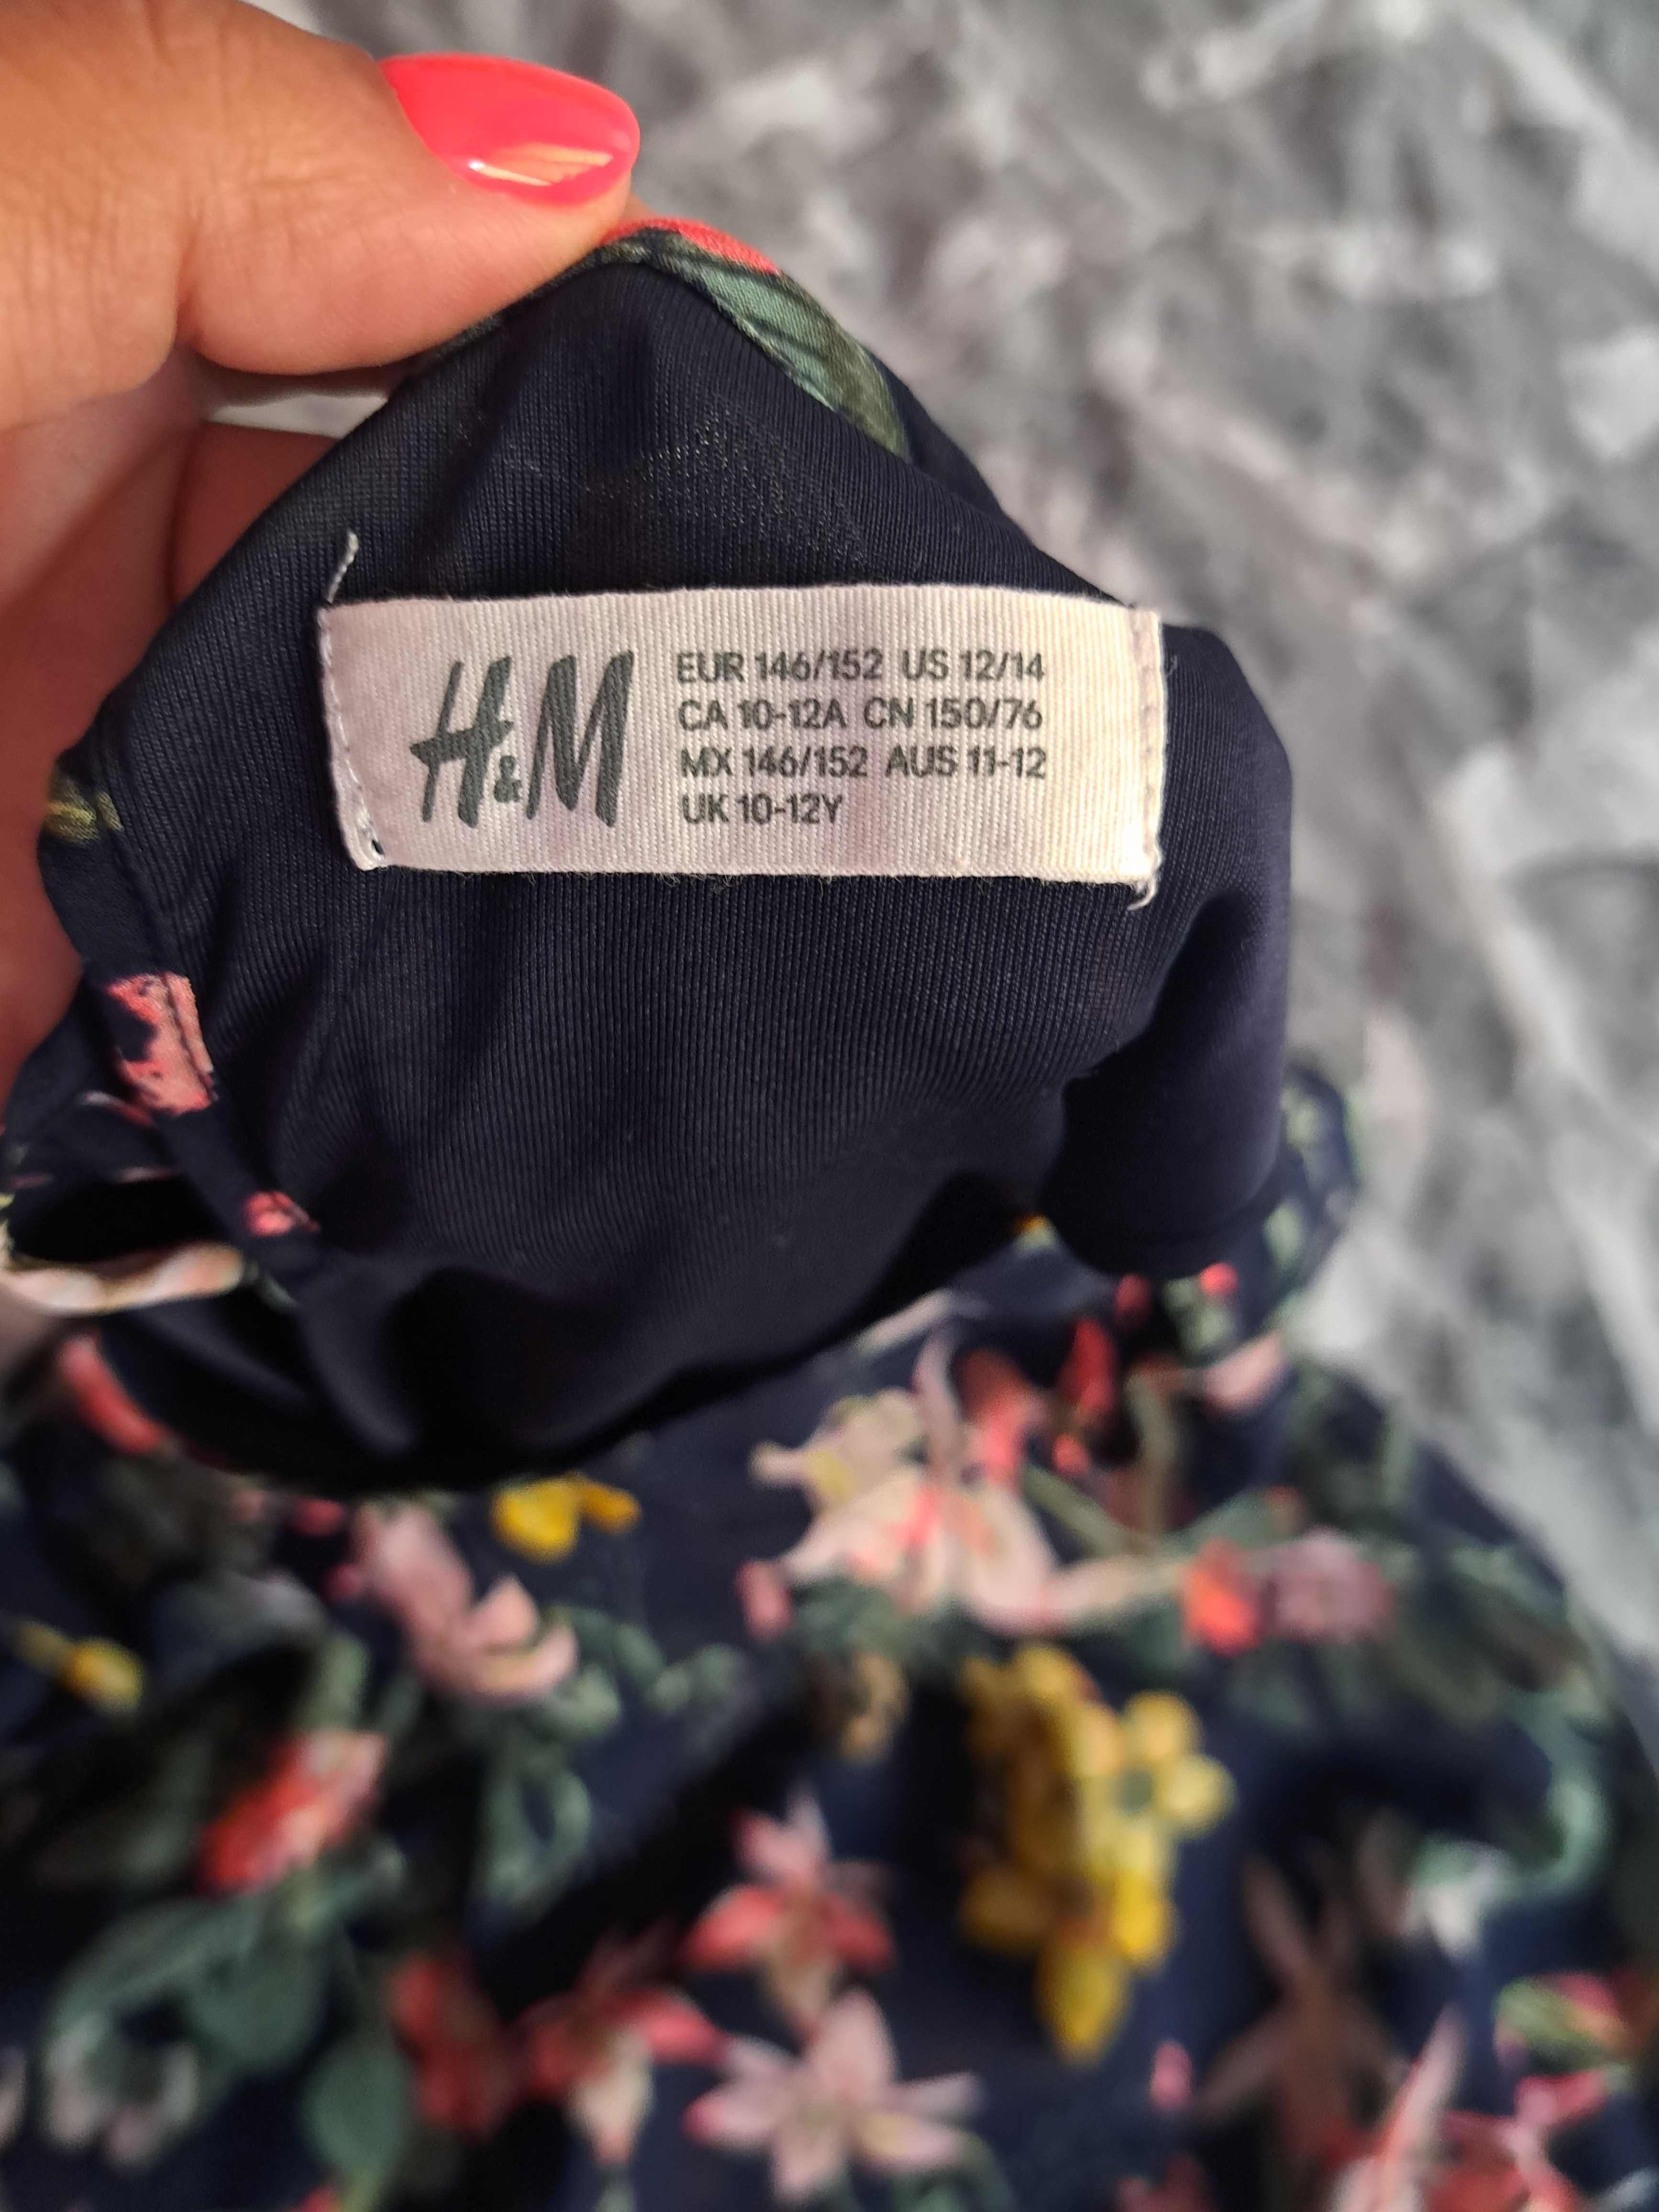 H&M
EUR 146/152 US 12/14
CA 10-12A CN 150/76
MX 146/152 AUS 11-12
UK 10-12Y